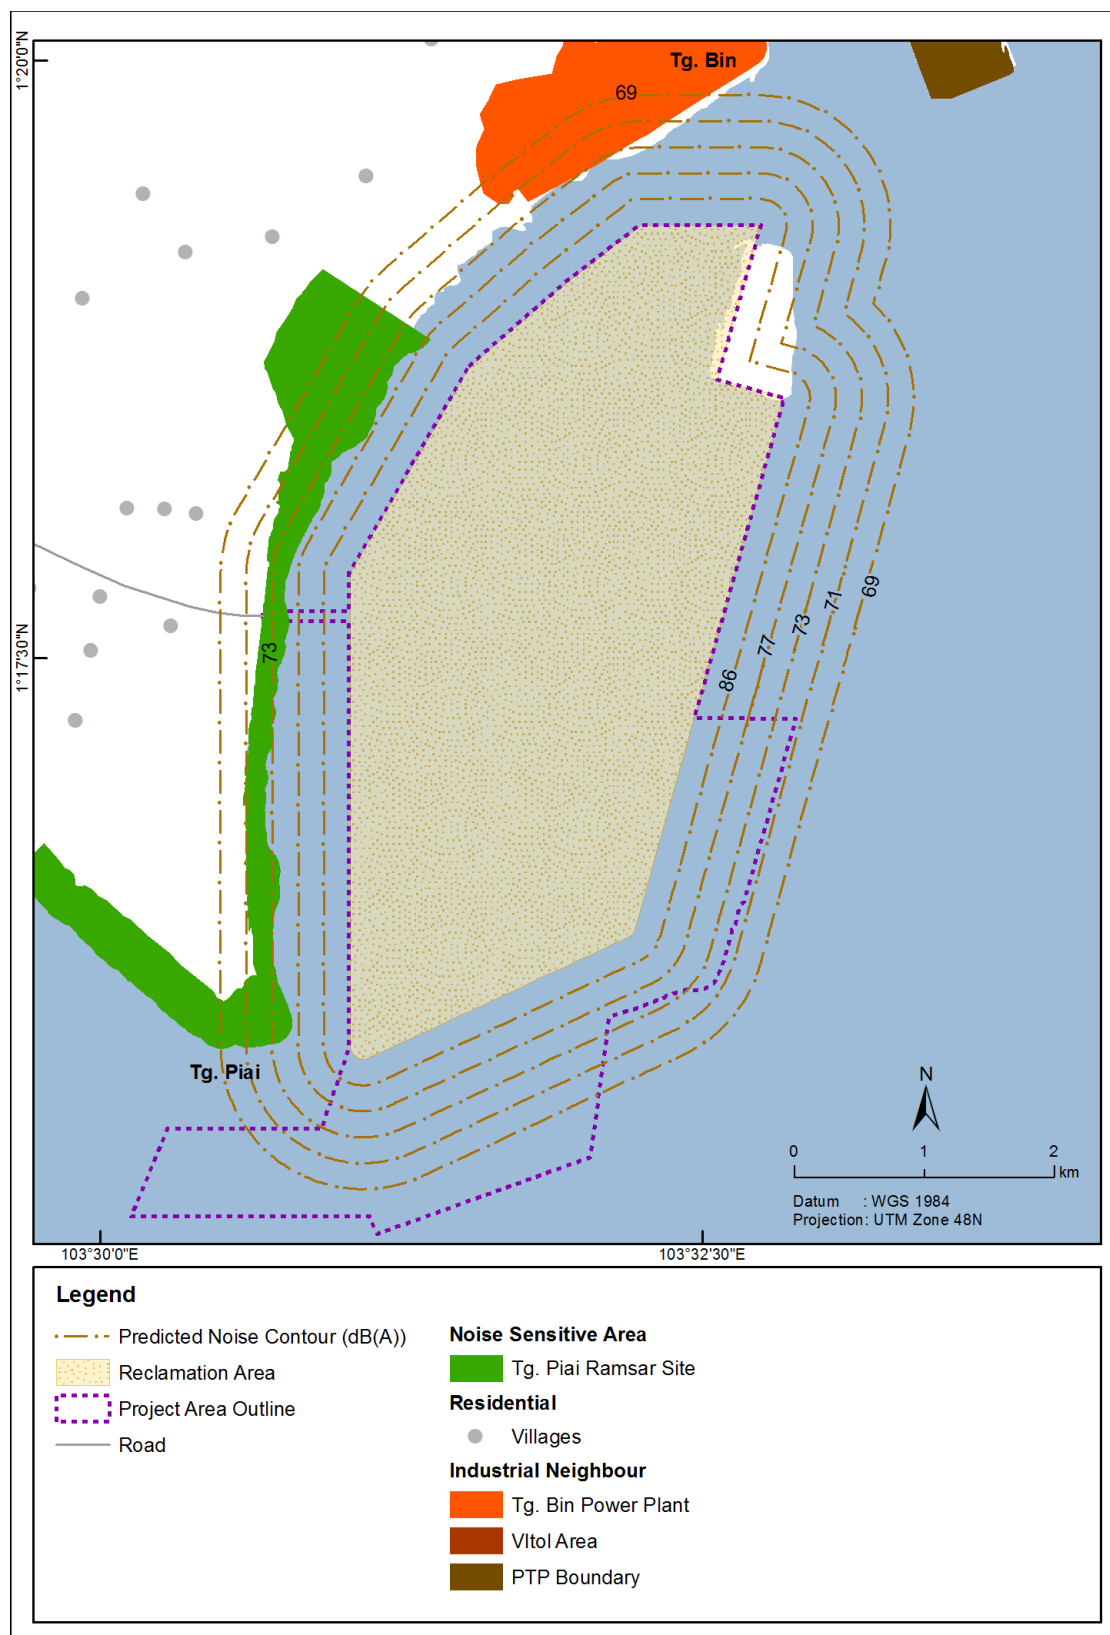 1°20'0"N
Tg. Bin
69
1°17'30"N
73
69
71
73
77
86
Tg. Piai
N
0 1 2
km
Datum : WGS 1984
Projection: UTM Zone 48N
103°30'0"E
103°32'30"E
Legend
Predicted Noise Contour (dB(A))
Reclamation Area
Project Area Outline
Road
Noise Sensitive Area
Tg. Piai Ramsar Site
Residential
Villages
Industrial Neighbour
Tg. Bin Power Plant
VItol Area
PTP Boundary